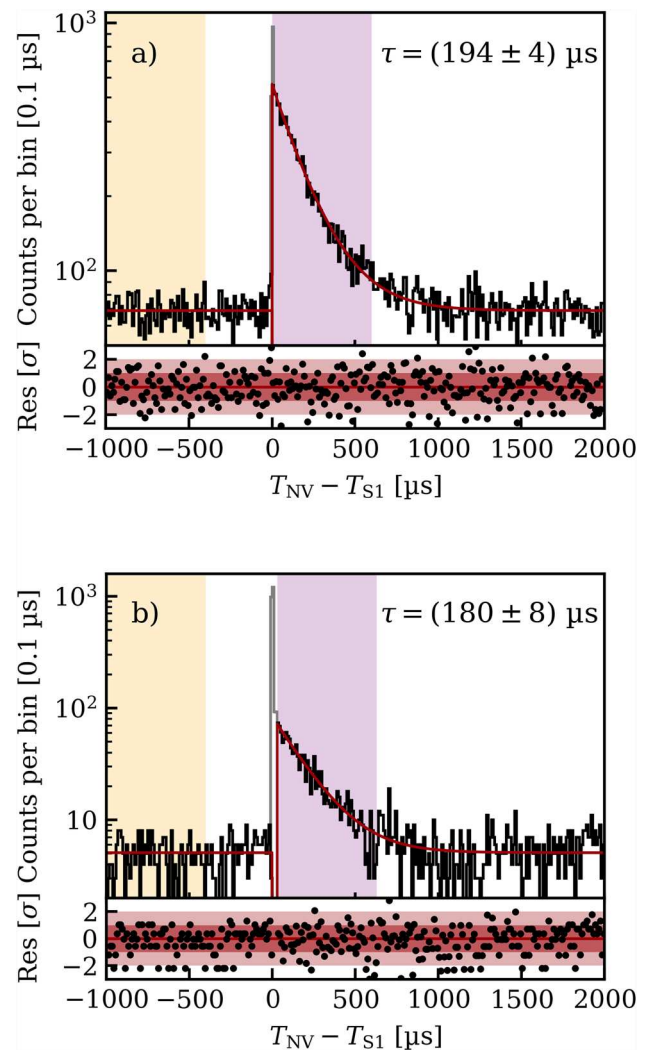 Counts per bin [0.1 µs]
10³
a)
τ = (194 ± 4) µs
10²
Res [σ]
2
0
−2
−1000 −500 0 500 1000 1500 2000
T_NV − T_S1 [µs]
Counts per bin [0.1 µs]
10³
b)
τ = (180 ± 8) µs
10²
10
Res [σ]
2
0
−2
−1000 −500 0 500 1000 1500 2000
T_NV − T_S1 [µs]